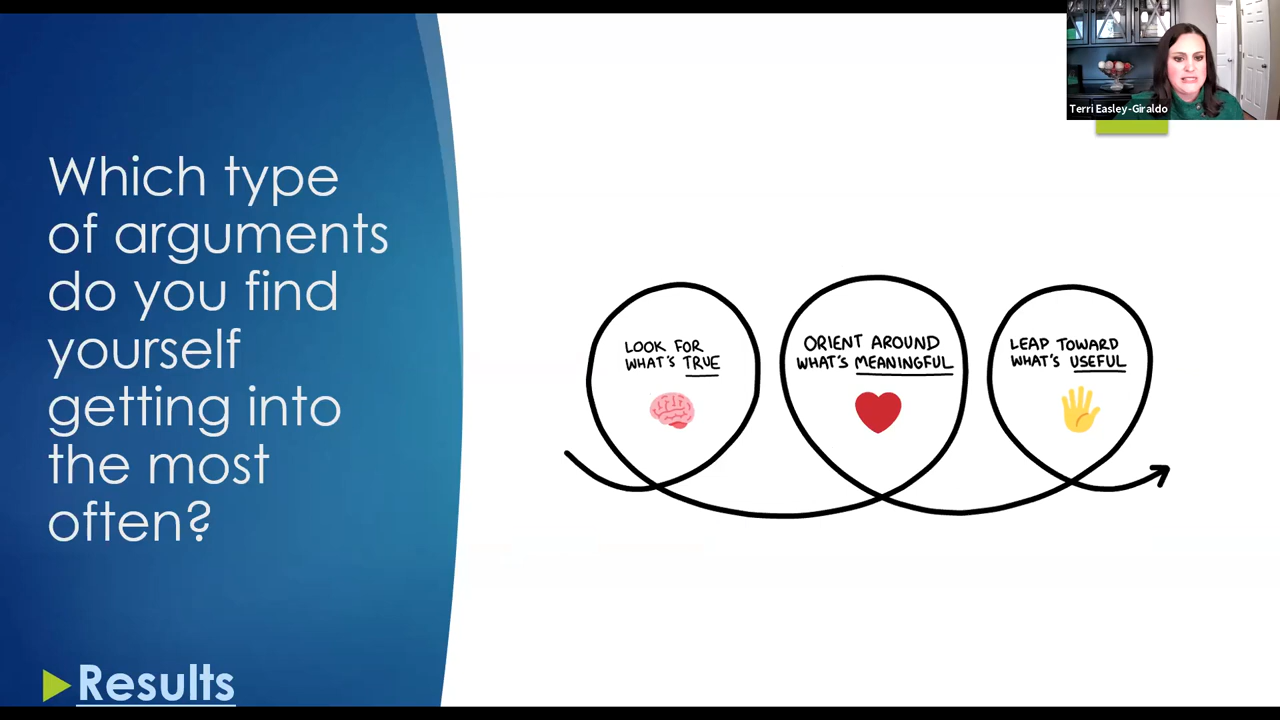 Terri Easley-Giraldo
Which type
of arguments
do you find
yourself
getting into
the most
often?
Results
LOOK FOR
WHAT'S TRUE
ORIENT AROUND
WHAT'S MEANINGFUL
LEAP TOWARD
WHAT'S USEFUL